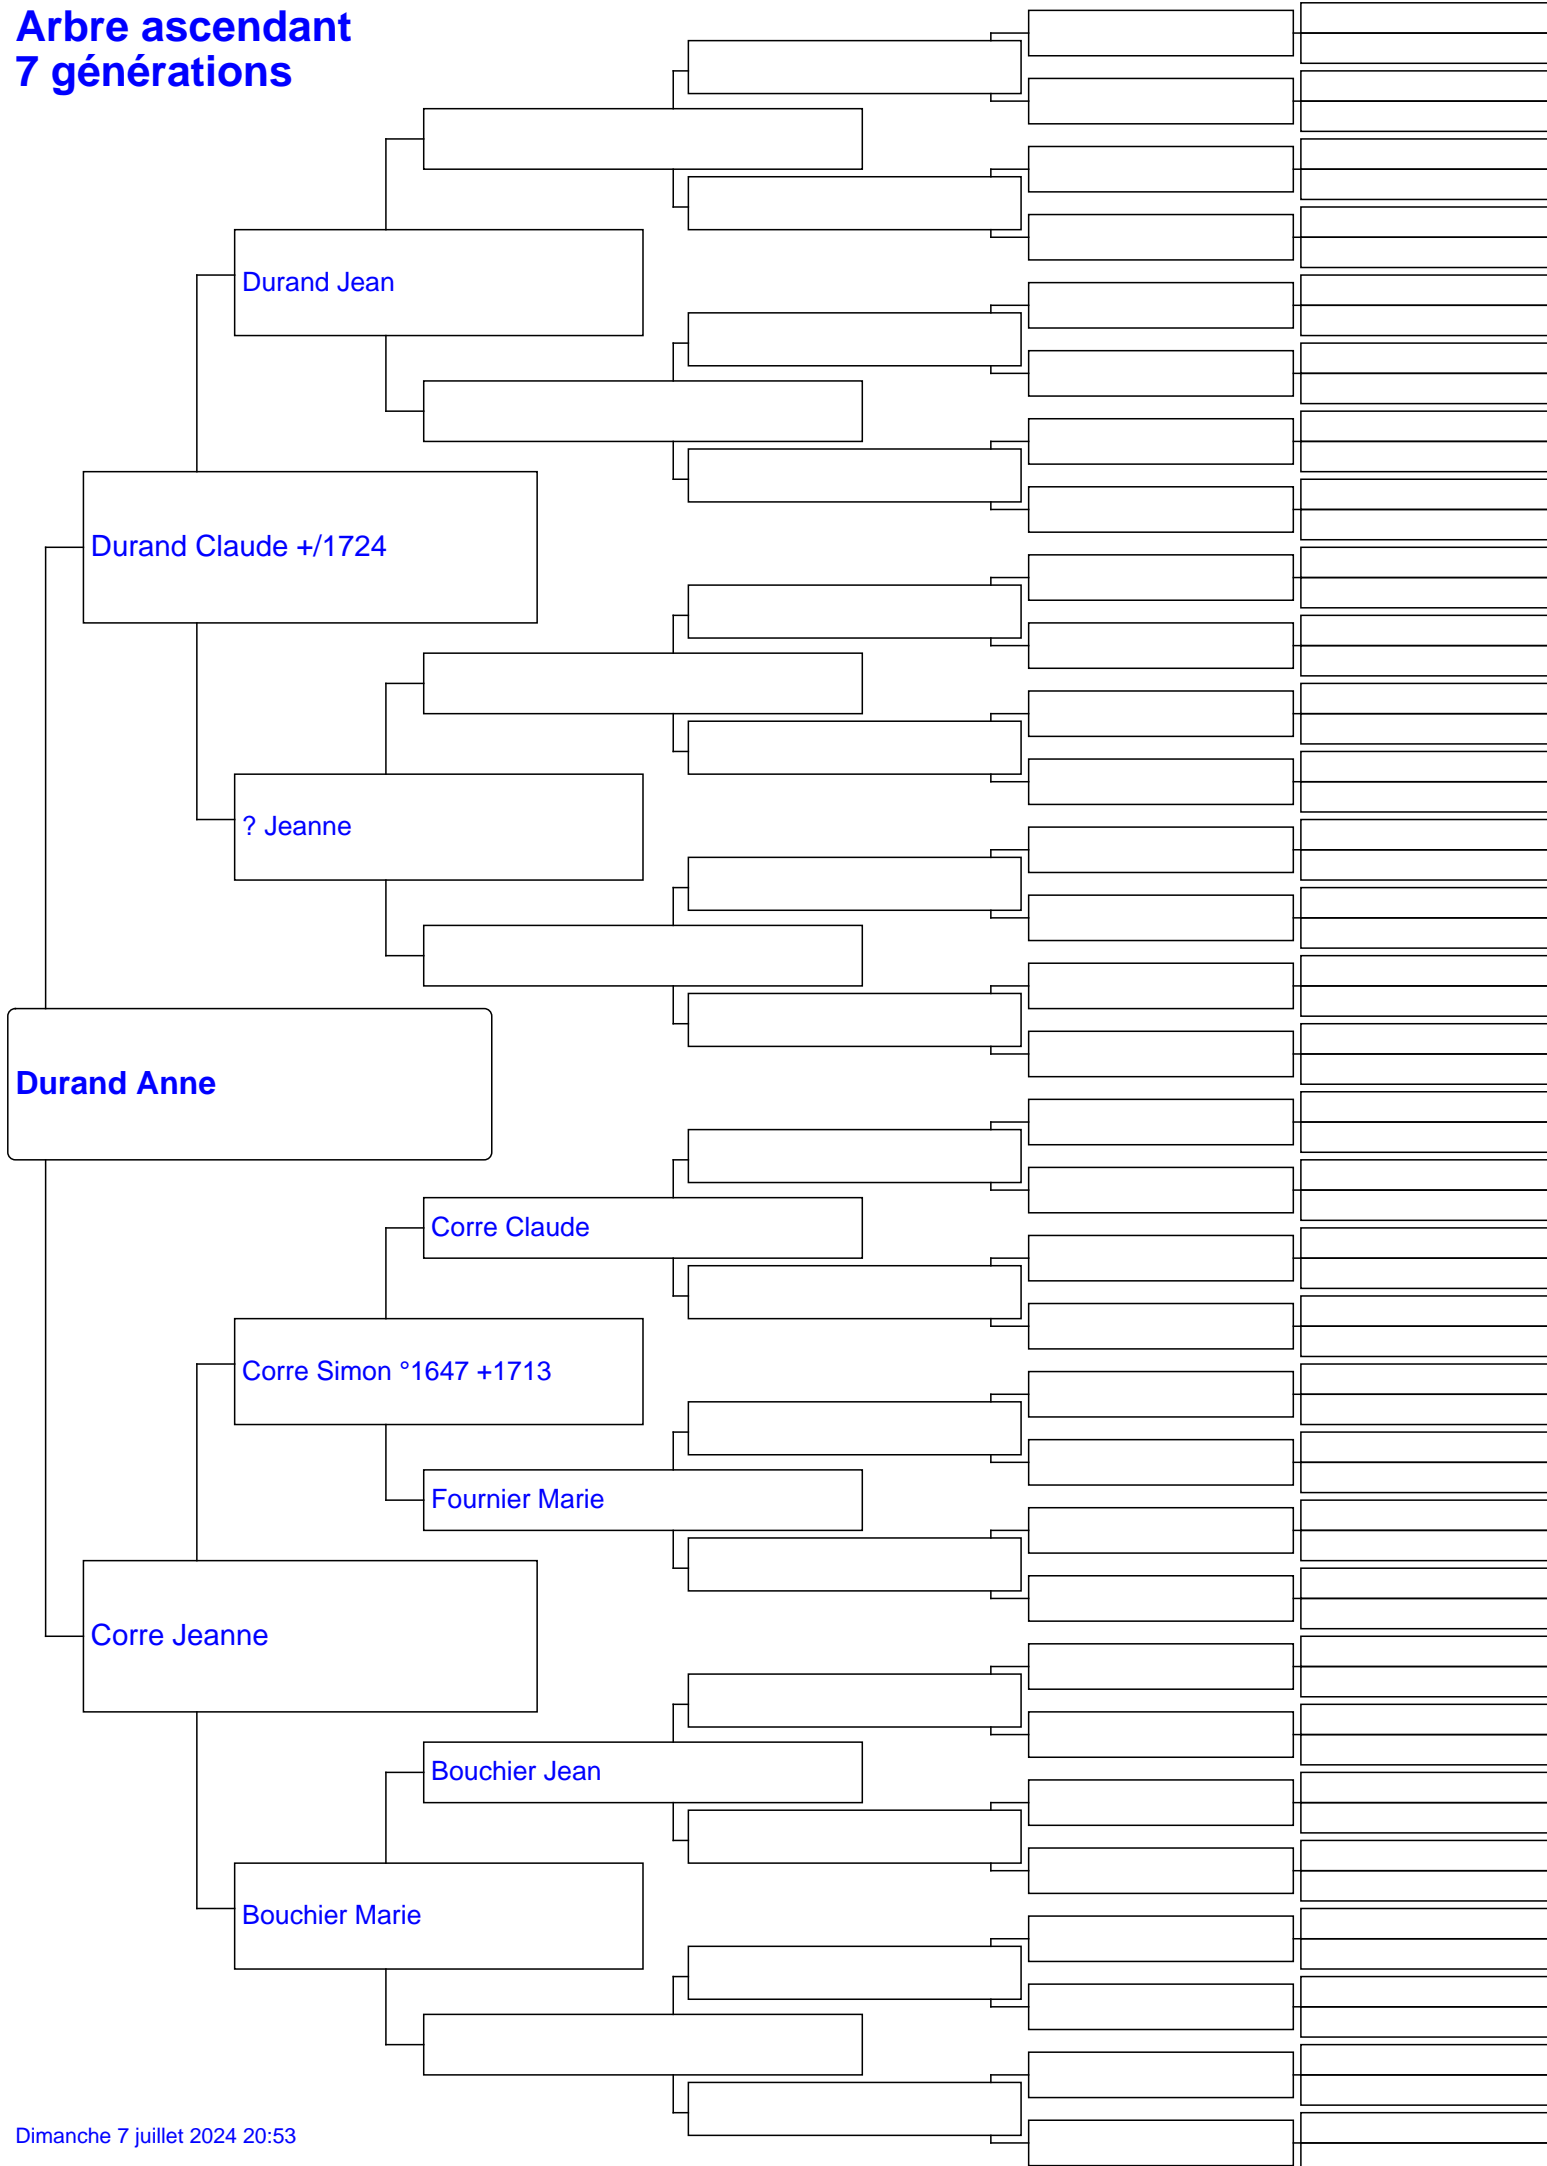 Arbre ascendant
7 générations
Durand Jean
Durand Claude +/1724
? Jeanne
Durand Anne
Corre Claude
Corre Simon °1647 +1713
Fournier Marie
Corre Jeanne
Bouchier Jean
Bouchier Marie
Dimanche 7 juillet 2024 20:53